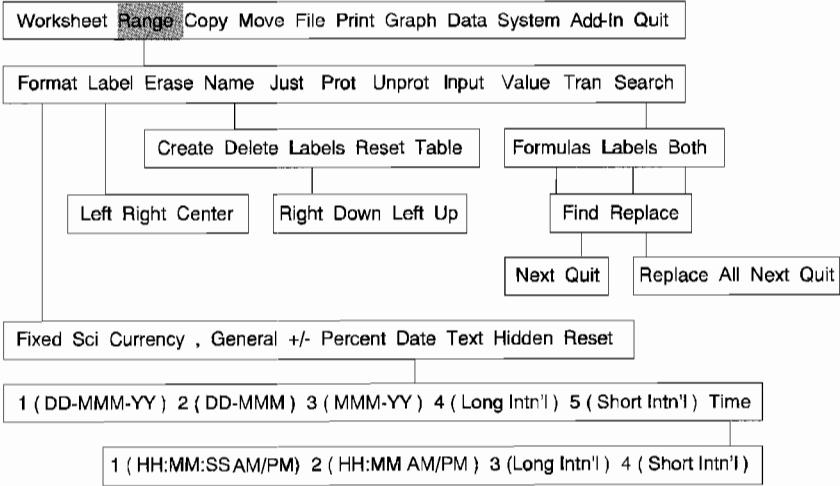 Worksheet Range Copy Move File Print Graph Data System Add-In Quit
Format Label Erase Name Just Prot Unprot Input Value Tran Search
Create Delete Labels Reset Table
Formulas Labels Both
Left Right Center
Right Down Left Up
Find Replace
Next Quit
Replace All Next Quit
Fixed Sci Currency , General +/- Percent Date Text Hidden Reset
1 ( DD-MMM-YY ) 2 ( DD-MMM ) 3 ( MMM-YY ) 4 ( Long Intn'l ) 5 ( Short Intn'l ) Time
1 ( HH:MM:SS AM/PM) 2 ( HH:MM AM/PM ) 3 (Long Intn'l ) 4 ( Short Intn'l )